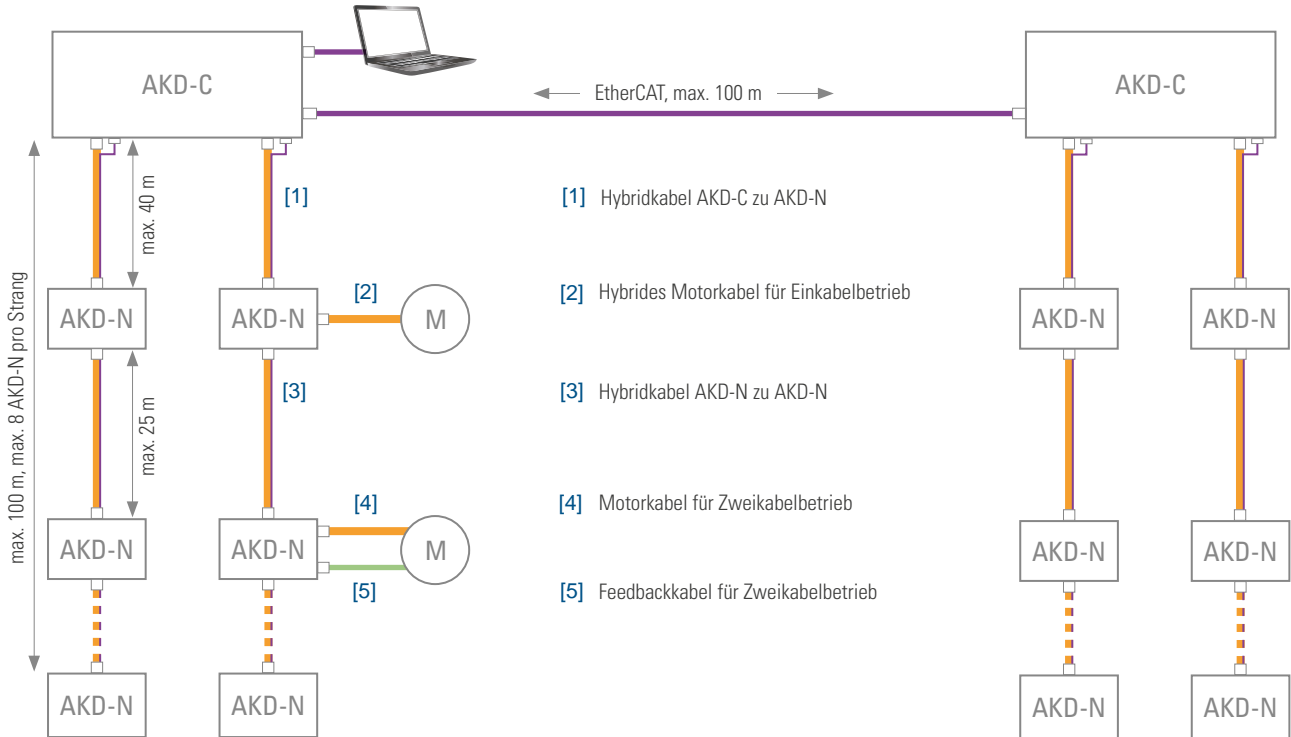 AKD-C
EtherCAT, max. 100 m
AKD-C
max. 100 m, max. 8 AKD-N pro Strang
max. 40 m
[1]
[1] Hybridkabel AKD-C zu AKD-N
AKD-N
AKD-N
[2]
M
[2] Hybrides Motorkabel für Einkabelbetrieb
AKD-N
AKD-N
max. 25 m
[3]
[3] Hybridkabel AKD-N zu AKD-N
AKD-N
AKD-N
[4]
M
[4] Motorkabel für Zweikabelbetrieb
AKD-N
AKD-N
[5]
[5] Feedbackkabel für Zweikabelbetrieb
AKD-N
AKD-N
AKD-N
AKD-N